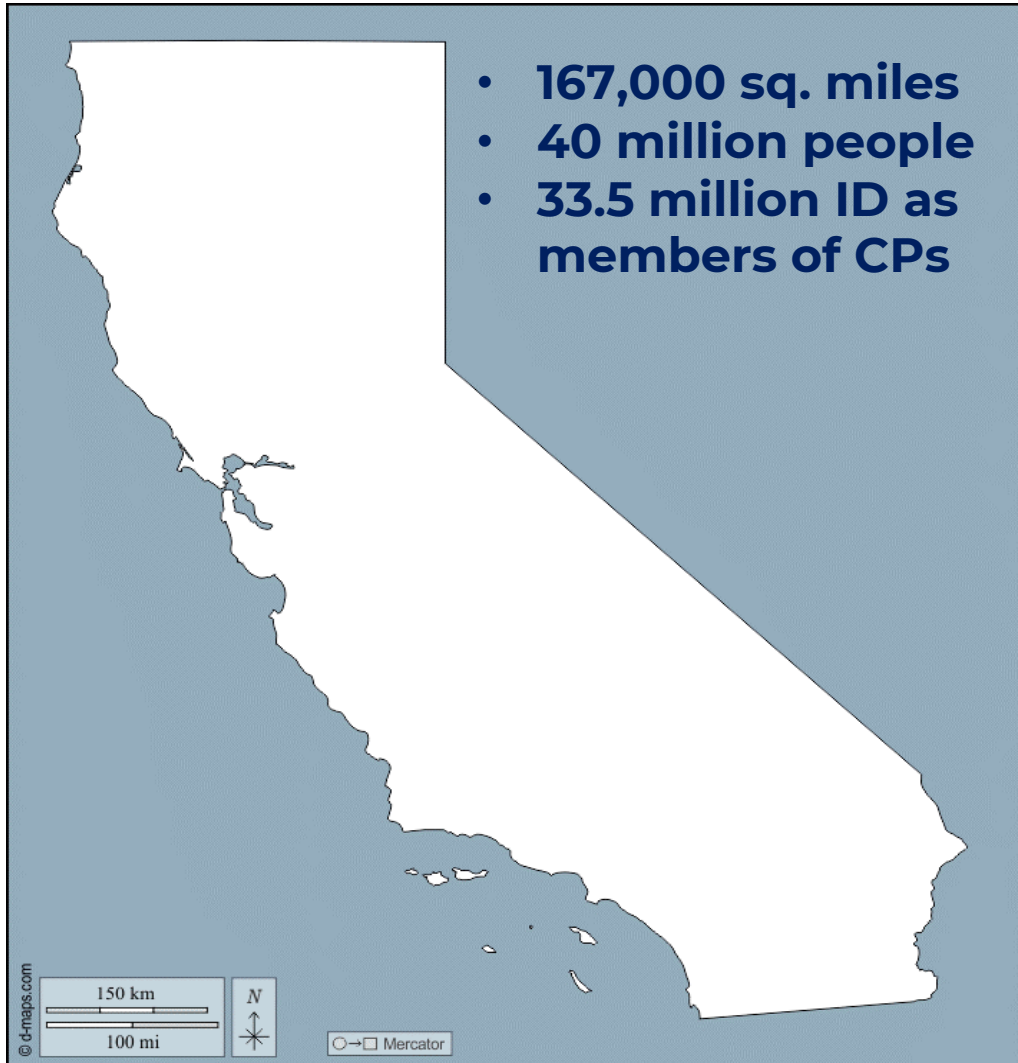 • 167,000 sq. miles
• 40 million people
• 33.5 million ID as
members of CPs
© d-maps.com
150 km
100 mi
N
○→□ Mercator